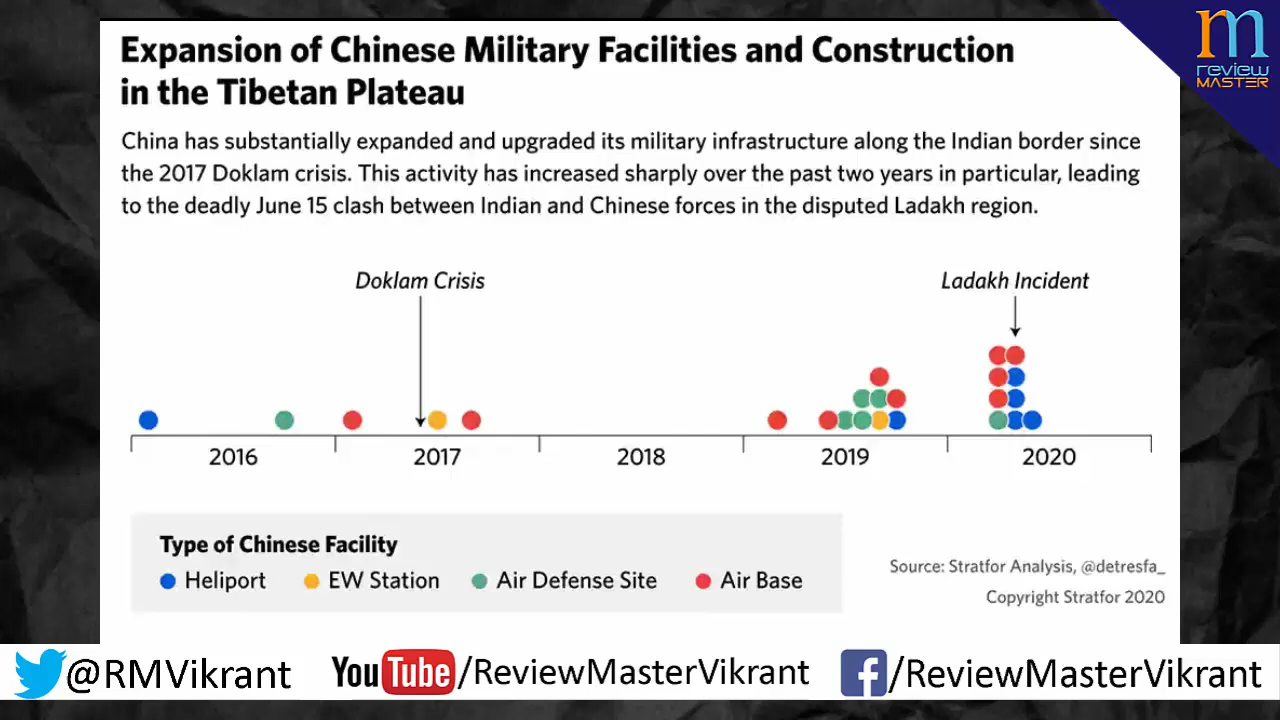 Expansion of Chinese Military Facilities and Construction
in the Tibetan Plateau
m
review
MASTER
China has substantially expanded and upgraded its military infrastructure along the Indian border since
the 2017 Doklam crisis. This activity has increased sharply over the past two years in particular, leading
to the deadly June 15 clash between Indian and Chinese forces in the disputed Ladakh region.
Doklam Crisis
Ladakh Incident
2016 2017 2018 2019 2020
Type of Chinese Facility
Heliport EW Station Air Defense Site Air Base
Source: Stratfor Analysis, @detresfa_
Copyright Stratfor 2020
@RMVikrant YouTube/ReviewMasterVikrant f/ReviewMasterVikrant